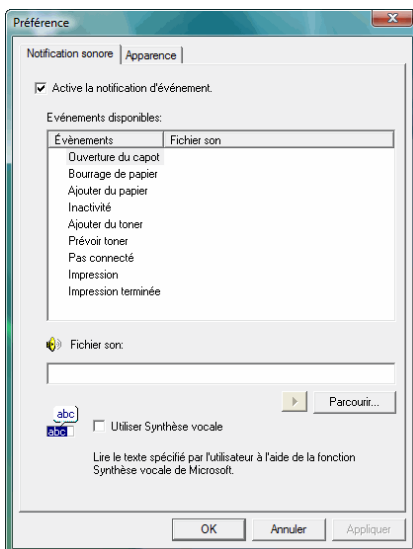 Préférence
Notification sonore Apparence
Active la notification d'événement.
Evénements disponibles:
Évènements Fichier son
Ouverture du capot
Bourrage de papier
Ajouter du papier
Inactivité
Ajouter du toner
Prévoir toner
Pas connecté
Impression
Impression terminée
Fichier son:
Parcourir...
abc
abc
Utiliser Synthèse vocale
Lire le texte spécifié par l'utilisateur à l'aide de la fonction
Synthèse vocale de Microsoft.
OK Annuler Appliquer